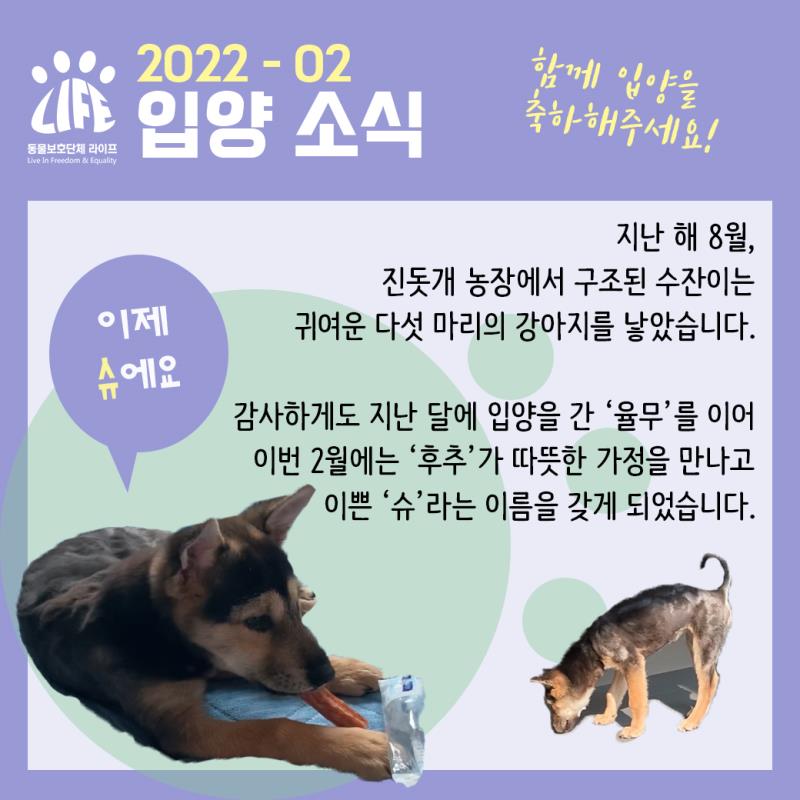 LIFE
동물보호단체 라이프
Live In Freedom & Equality
2022 - 02
입양 소식
함께 입양을
축하해주세요!
지난 해 8월,
진돗개 농장에서 구조된 수잔이는
귀여운 다섯 마리의 강아지를 낳았습니다.
이제
슈에요
감사하게도 지난 달에 입양을 간 ‘율무’를 이어
이번 2월에는 ‘후추’가 따뜻한 가정을 만나고
이쁜 ‘슈’라는 이름을 갖게 되었습니다.